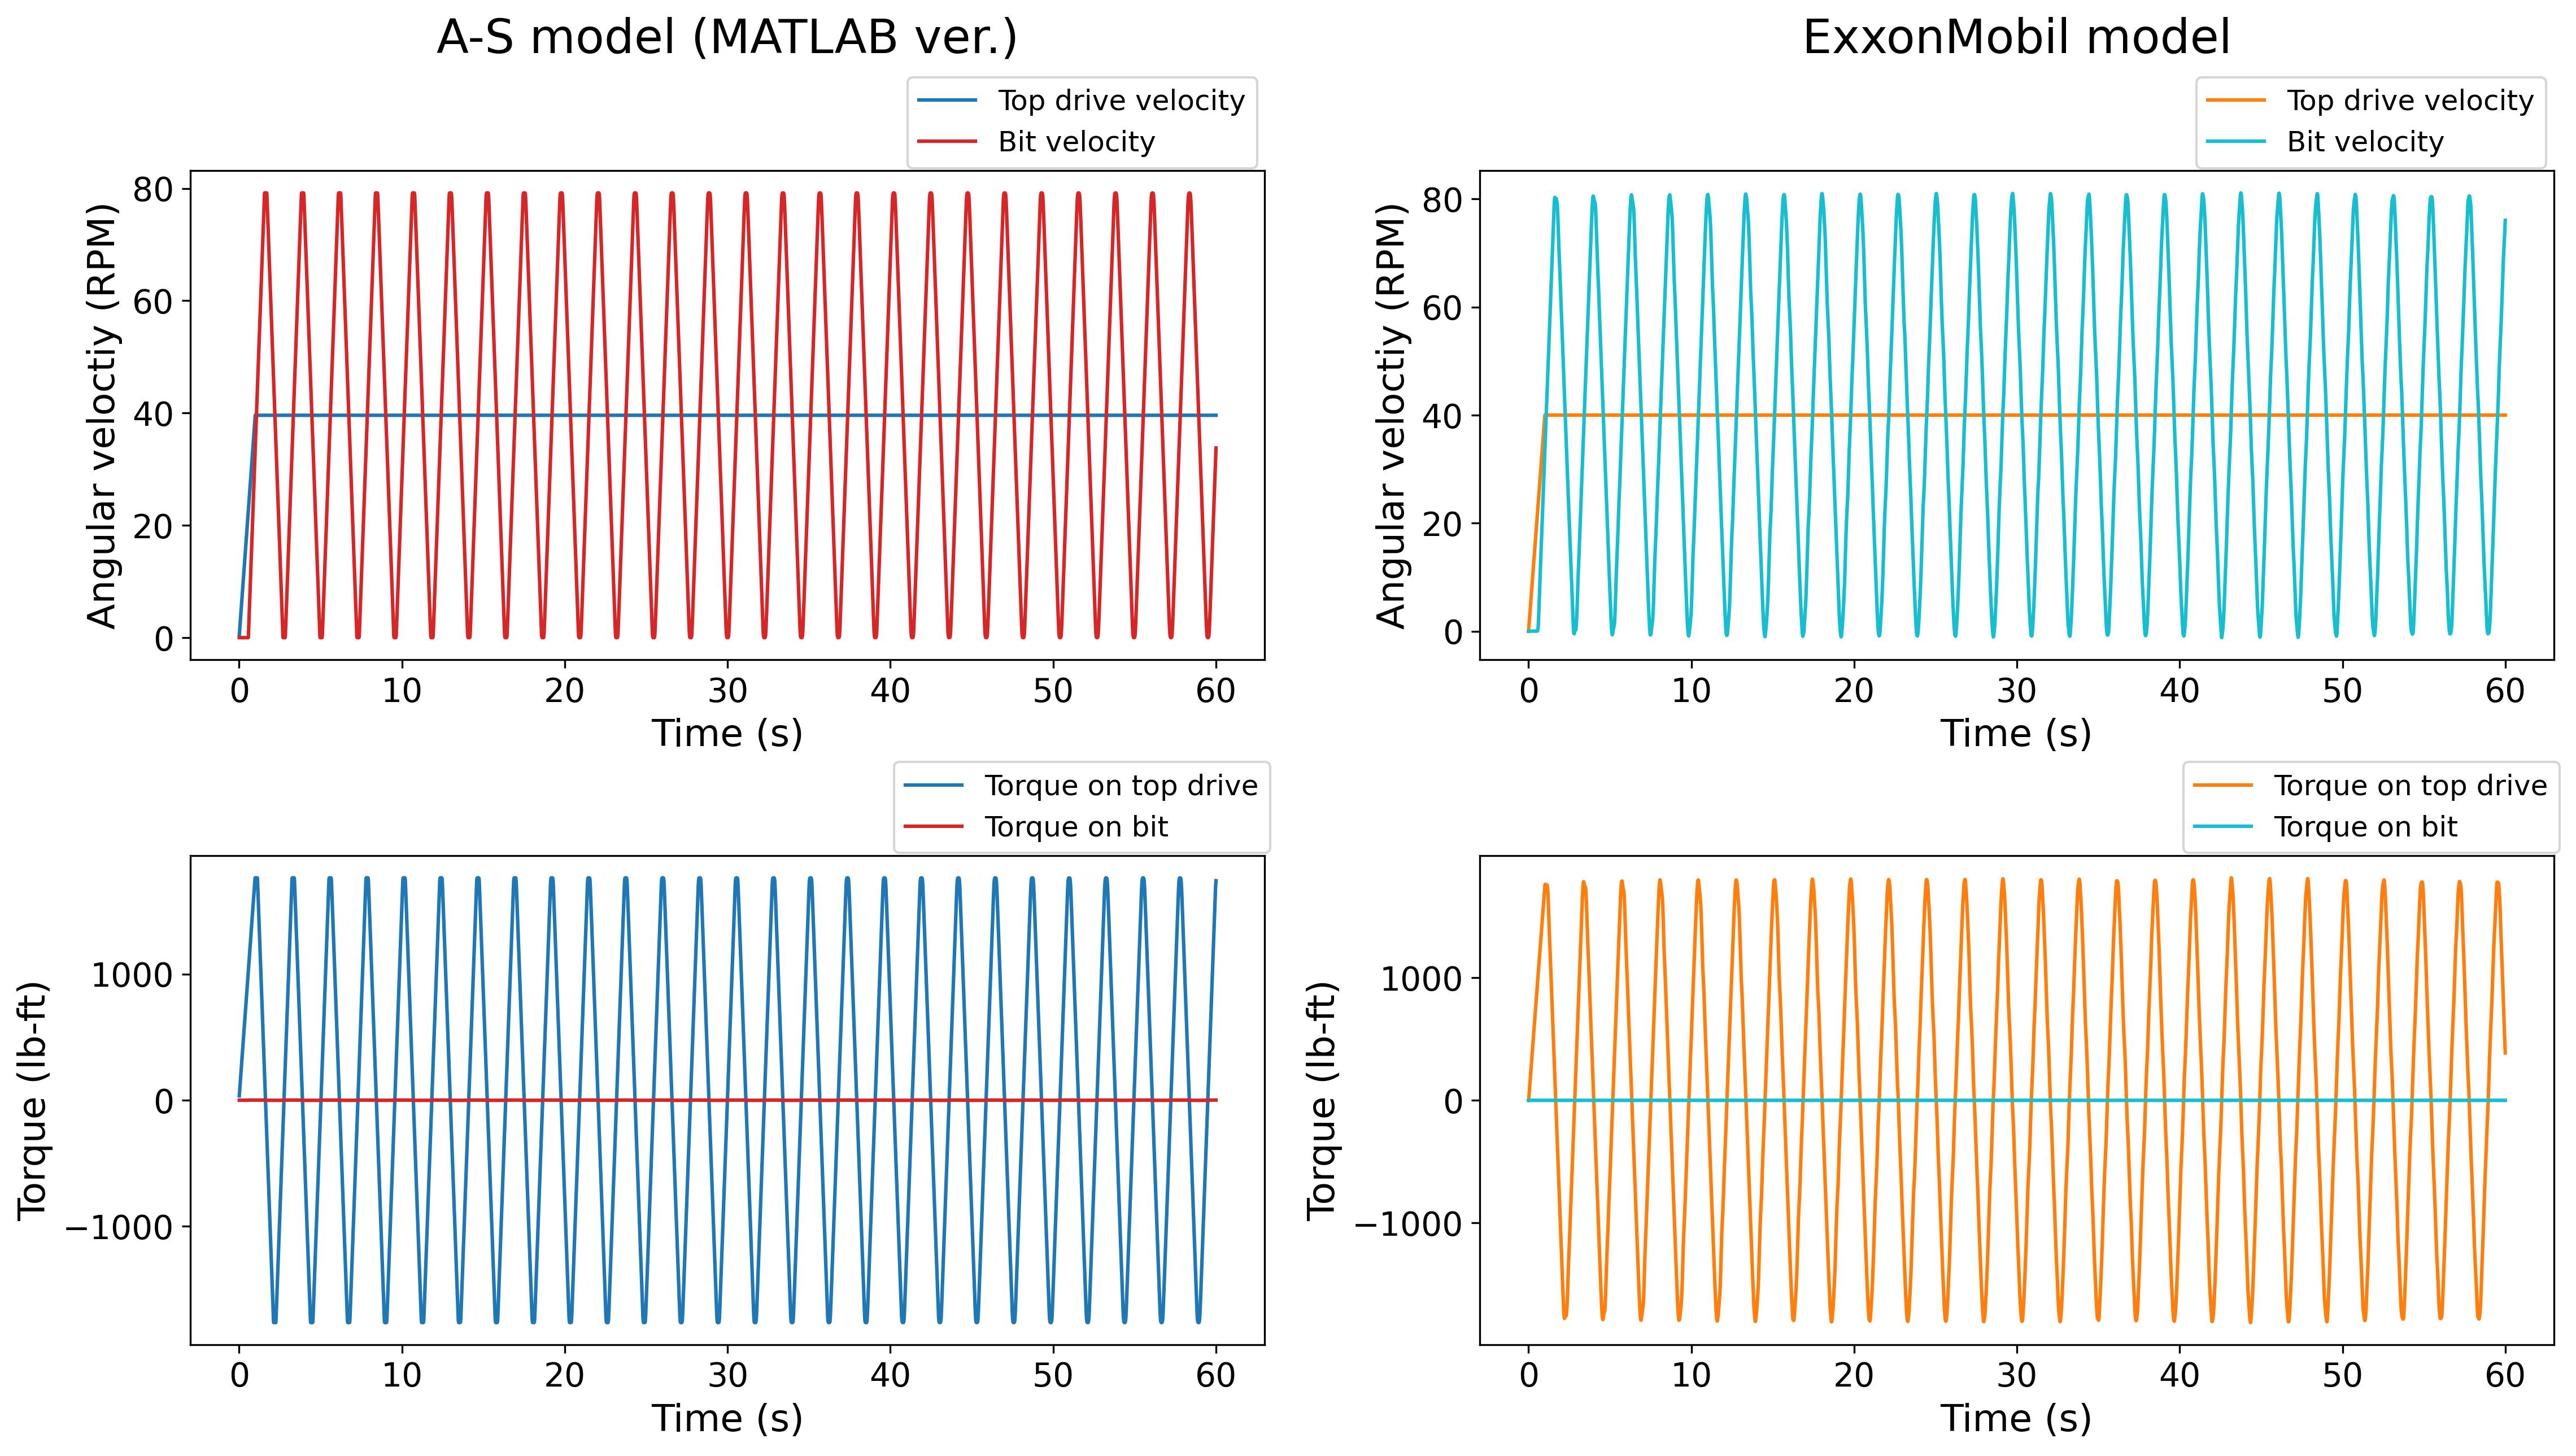 A-S model (MATLAB ver.)
Top drive velocity
Bit velocity
Angular veloctiy (RPM)
80
60
40
20
0
0 10 20 30 40 50 60
Time (s)
ExxonMobil model
Top drive velocity
Bit velocity
Angular veloctiy (RPM)
80
60
40
20
0
0 10 20 30 40 50 60
Time (s)
Torque on top drive
Torque on bit
Torque (lb-ft)
1000
0
−1000
0 10 20 30 40 50 60
Time (s)
Torque on top drive
Torque on bit
Torque (lb-ft)
1000
0
−1000
0 10 20 30 40 50 60
Time (s)